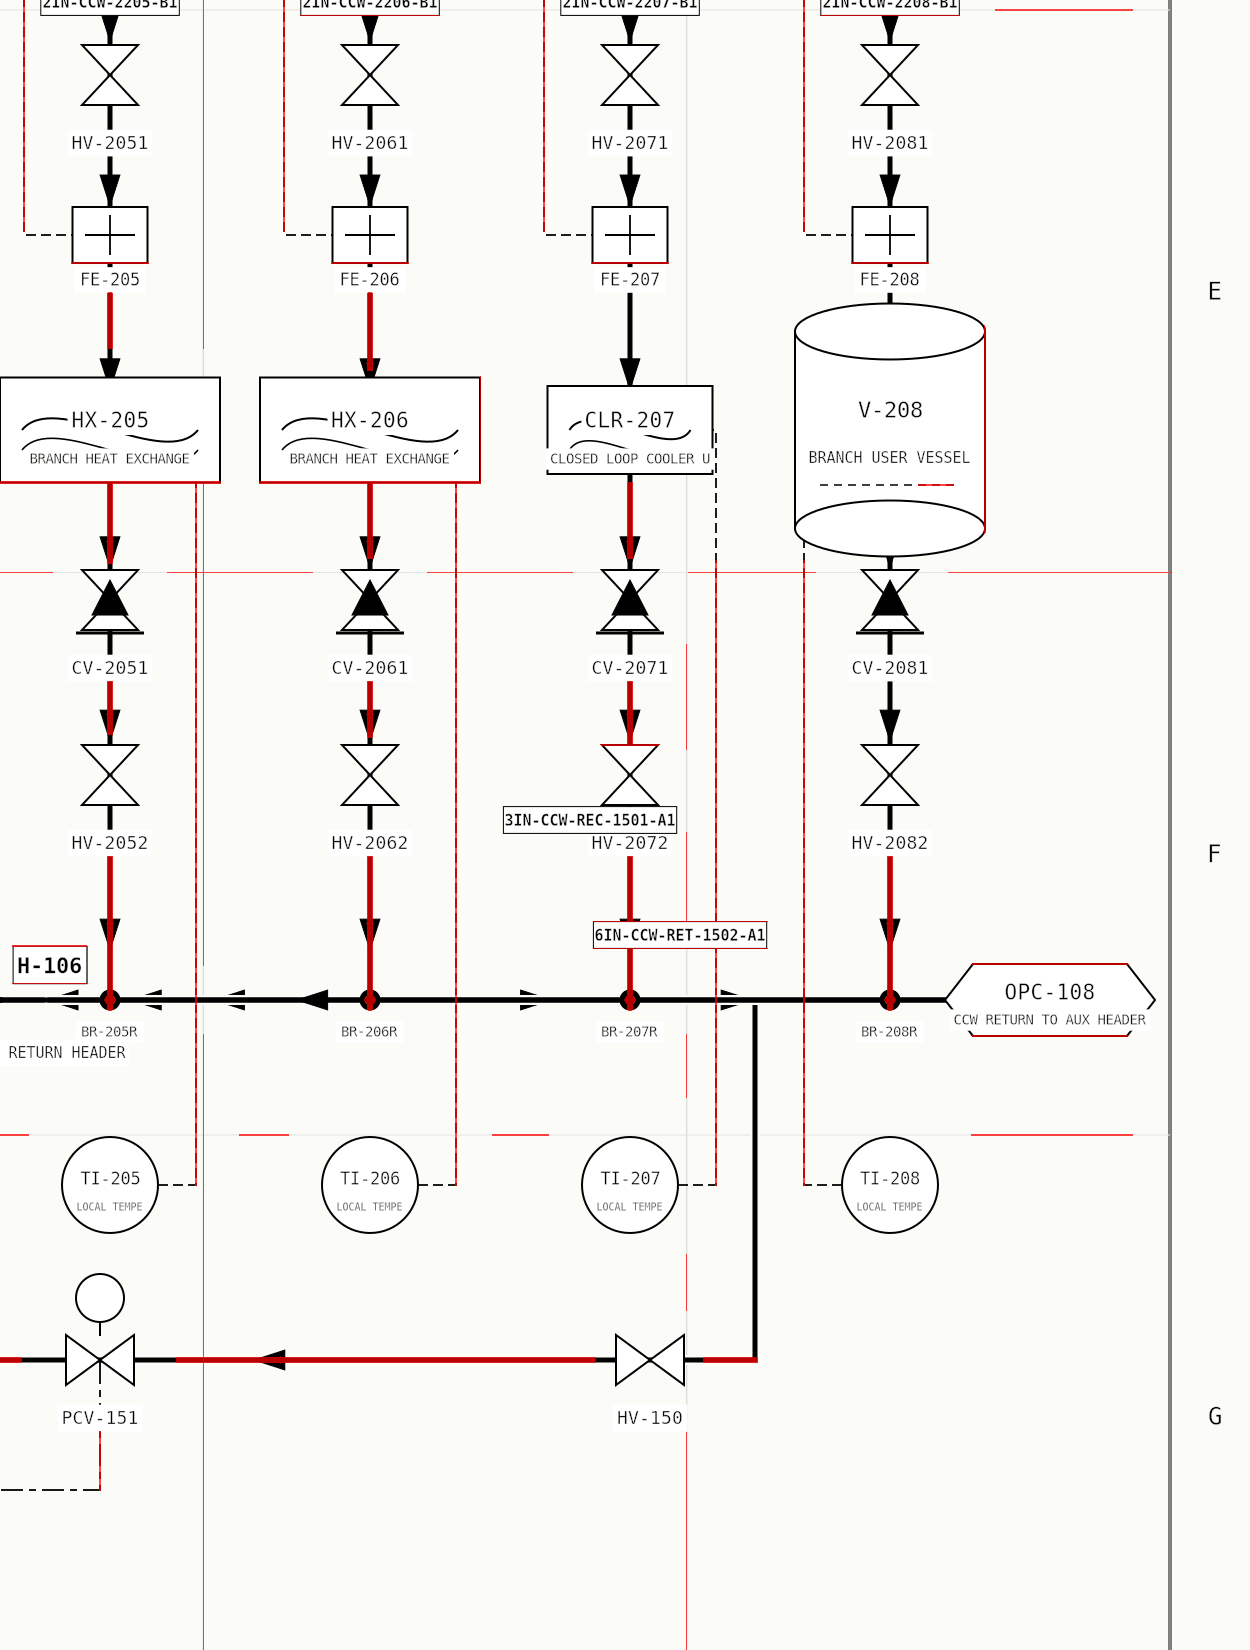 2IN-CCW-2205-B1
2IN-CCW-2206-B1
2IN-CCW-2207-B1
2IN-CCW-2208-B1
HV-2051
HV-2061
HV-2071
HV-2081
FE-205
FE-206
FE-207
FE-208
E
HX-205
BRANCH HEAT EXCHANGE
HX-206
BRANCH HEAT EXCHANGE
CLR-207
CLOSED LOOP COOLER U
V-208
BRANCH USER VESSEL
CV-2051
CV-2061
CV-2071
CV-2081
3IN-CCW-REC-1501-A1
HV-2052
HV-2062
HV-2072
HV-2082
F
6IN-CCW-RET-1502-A1
H-106
OPC-108
CCW RETURN TO AUX HEADER
BR-205R
BR-206R
BR-207R
BR-208R
RETURN HEADER
TI-205
LOCAL TEMPE
TI-206
LOCAL TEMPE
TI-207
LOCAL TEMPE
TI-208
LOCAL TEMPE
PCV-151
HV-150
G